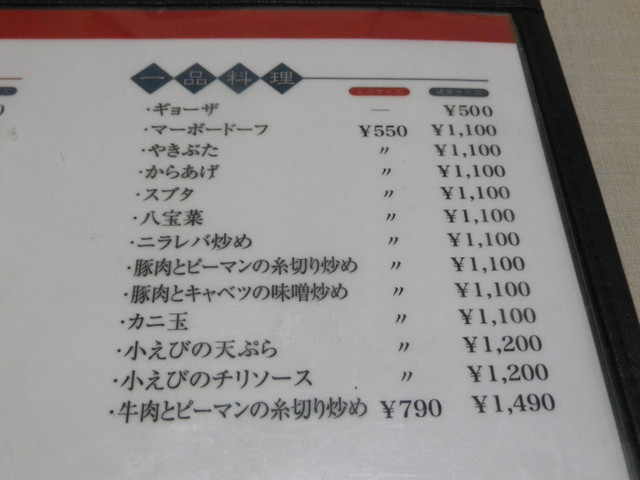 一品料理
ミニサイズ
・ギョーザ — ¥500
・マーボードーフ ¥550 ¥1,100
・やきぶた 〃 ¥1,100
・からあげ 〃 ¥1,100
・スブタ 〃 ¥1,100
・八宝菜 〃 ¥1,100
・ニラレバ炒め 〃 ¥1,100
・豚肉とピーマンの糸切り炒め 〃 ¥1,100
・豚肉とキャベツの味噌炒め 〃 ¥1,100
・カニ玉 〃 ¥1,100
・小えびの天ぷら 〃 ¥1,200
・小えびのチリソース 〃 ¥1,200
・牛肉とピーマンの糸切り炒め ¥790 ¥1,490